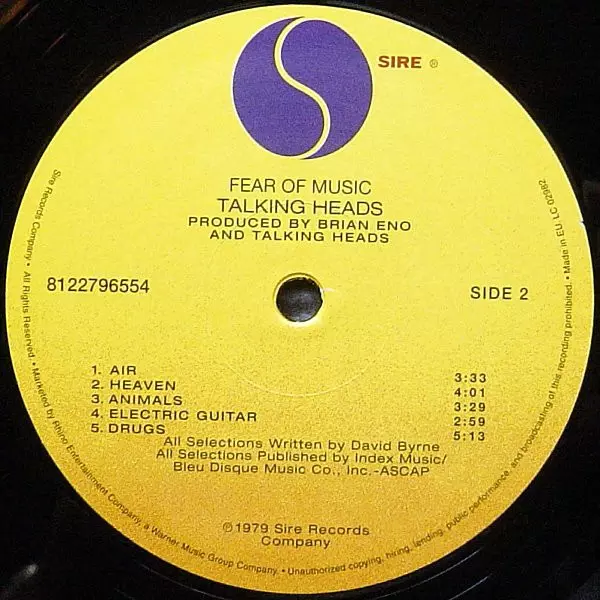 SIRE ®
FEAR OF MUSIC
TALKING HEADS
PRODUCED BY BRIAN ENO
AND TALKING HEADS
8122796554
SIDE 2
1. AIR 3:33
2. HEAVEN 4:01
3. ANIMALS 3:29
4. ELECTRIC GUITAR 2:59
5. DRUGS 5:13
All Selections Written by David Byrne
All Selections Published by Index Music/
Bleu Disque Music Co., Inc.-ASCAP
℗1979 Sire Records
Company
Sire Records Company. • All Rights Reserved. • Marketed by Rhino Entertainment Company, a Warner Music Group Company. • Unauthorized copying, hiring, lending, public performance, and broadcasting of this recording prohibited. • Made in EU. LC 02982